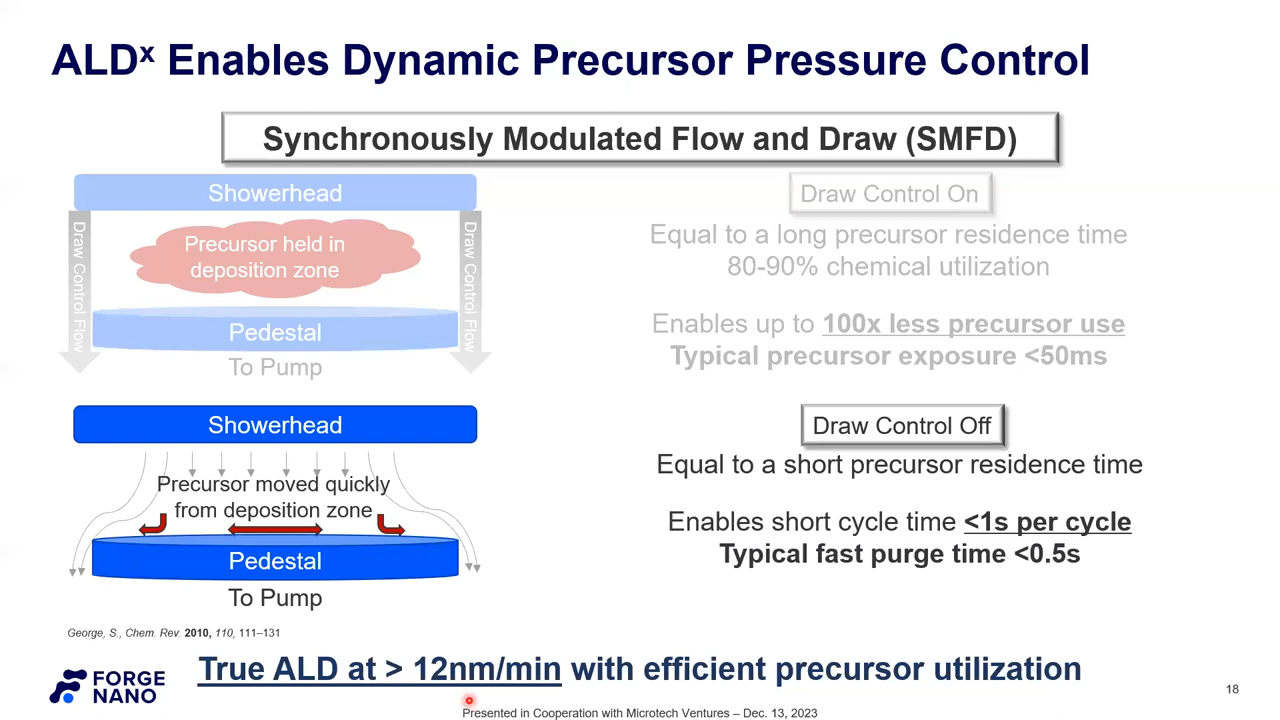 ALDˣ Enables Dynamic Precursor Pressure Control
Synchronously Modulated Flow and Draw (SMFD)
Showerhead
Draw Control Flow
Precursor held in
deposition zone
Draw Control Flow
Pedestal
To Pump
Draw Control On
Equal to a long precursor residence time
80-90% chemical utilization
Enables up to 100x less precursor use
Typical precursor exposure <50ms
Showerhead
Precursor moved quickly
from deposition zone
Pedestal
To Pump
Draw Control Off
Equal to a short precursor residence time
Enables short cycle time <1s per cycle
Typical fast purge time <0.5s
George, S., Chem. Rev. 2010, 110, 111–131
FORGE
NANO
True ALD at > 12nm/min with efficient precursor utilization
18
Presented in Cooperation with Microtech Ventures – Dec. 13, 2023